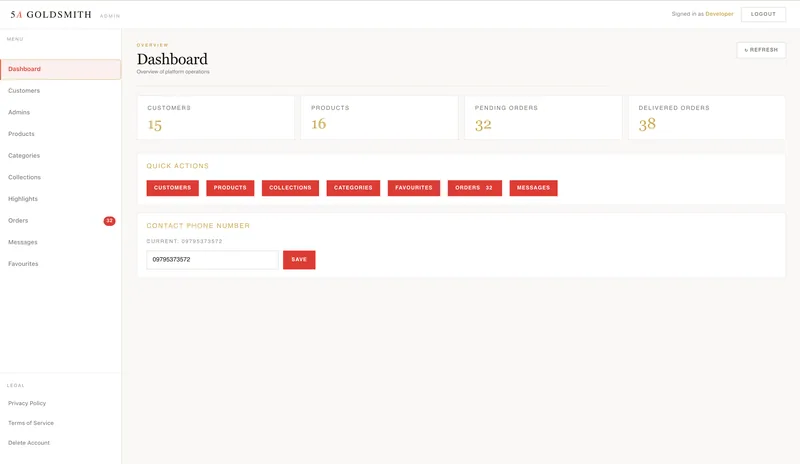 5A GOLDSMITH ADMIN
Signed in as Developer
LOGOUT
MENU
Dashboard
Customers
Admins
Products
Categories
Collections
Highlights
Orders 32
Messages
Favourites
LEGAL
Privacy Policy
Terms of Service
Delete Account
OVERVIEW
Dashboard
Overview of platform operations
↻ REFRESH
CUSTOMERS
15
PRODUCTS
16
PENDING ORDERS
32
DELIVERED ORDERS
38
QUICK ACTIONS
CUSTOMERS PRODUCTS COLLECTIONS CATEGORIES FAVOURITES ORDERS 32 MESSAGES
CONTACT PHONE NUMBER
CURRENT: 09795373572
09795373572 SAVE